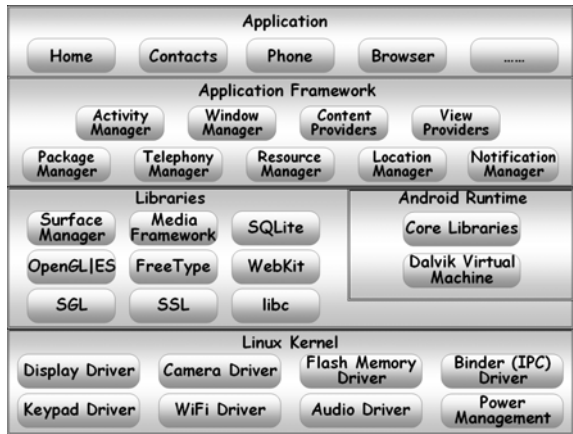 Application
Home
Contacts
Phone
Browser
......
Application Framework
Activity
Manager
Window
Manager
Content
Providers
View
Providers
Package
Manager
Telephony
Manager
Resource
Manager
Location
Manager
Notification
Manager
Libraries
Surface
Manager
Media
Framework
SQLite
OpenGL|ES
FreeType
WebKit
SGL
SSL
libc
Android Runtime
Core Libraries
Dalvik Virtual
Machine
Linux Kernel
Display Driver
Camera Driver
Flash Memory
Driver
Binder (IPC)
Driver
Keypad Driver
WiFi Driver
Audio Driver
Power
Management